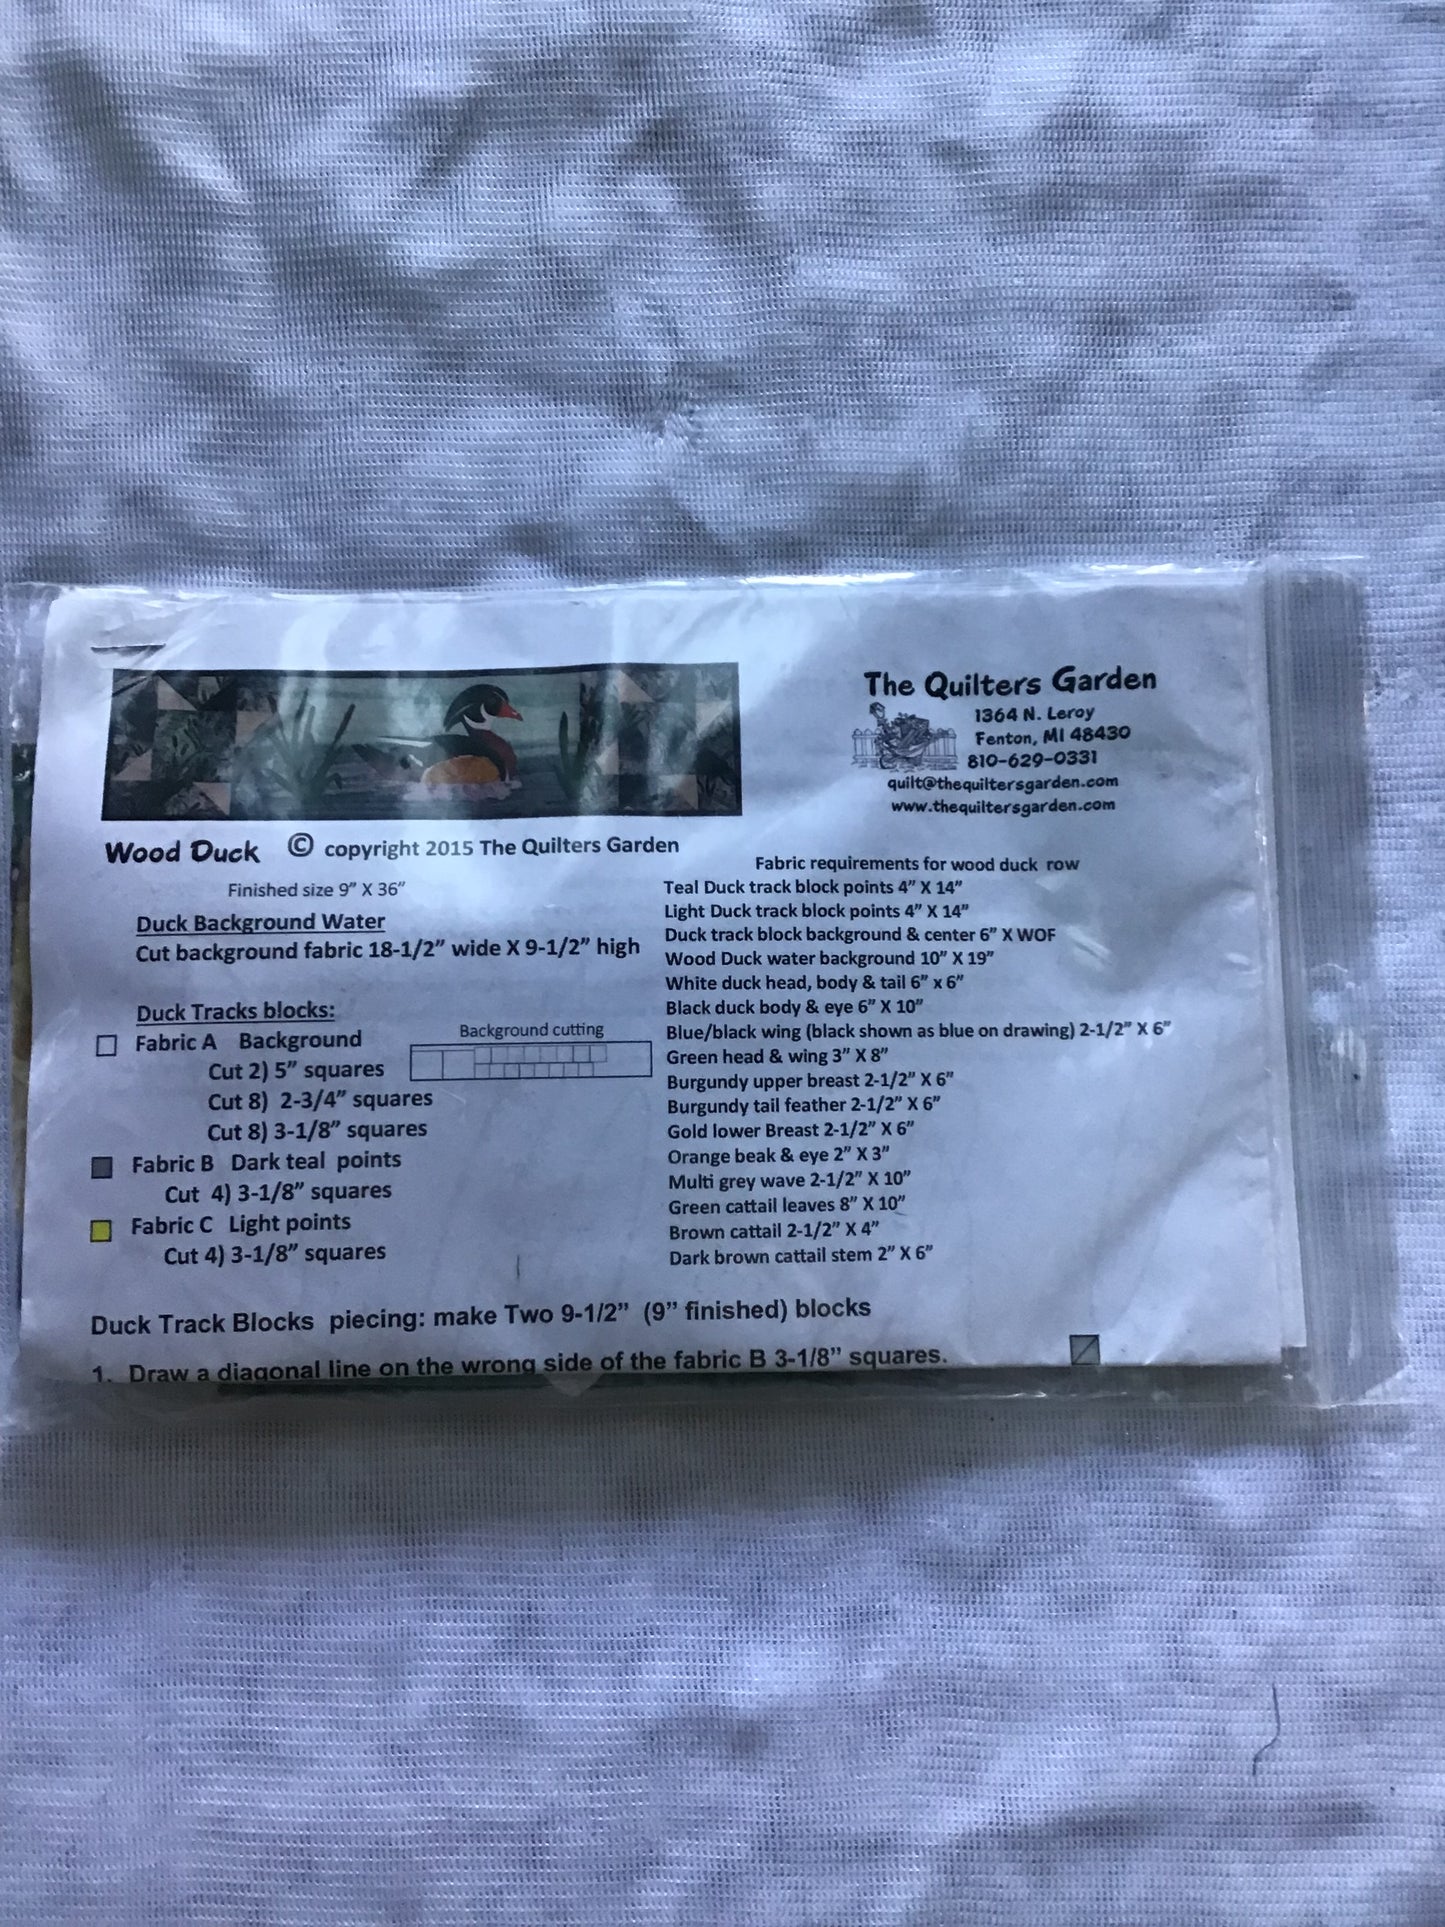 The Quilters Garden
1364 N. Leroy
Fenton, MI 48430
810-629-0331
quilt@thequiltersgarden.com
www.thequiltersgarden.com
Wood Duck © copyright 2015 The Quilters Garden
Finished size 9” X 36”
Duck Background Water
Cut background fabric 18-1/2” wide X 9-1/2” high
Duck Tracks blocks:
Fabric A Background
Cut 2) 5” squares
Cut 8) 2-3/4” squares
Cut 8) 3-1/8” squares
Background cutting
Fabric B Dark teal points
Cut 4) 3-1/8” squares
Fabric C Light points
Cut 4) 3-1/8” squares
Fabric requirements for wood duck row
Teal Duck track block points 4” X 14”
Light Duck track block points 4” X 14”
Duck track block background & center 6” X WOF
Wood Duck water background 10” X 19”
White duck head, body & tail 6” x 6”
Black duck body & eye 6” X 10”
Blue/black wing (black shown as blue on drawing) 2-1/2” X 6”
Green head & wing 3” X 8”
Burgundy upper breast 2-1/2” X 6”
Burgundy tail feather 2-1/2” X 6”
Gold lower Breast 2-1/2” X 6”
Orange beak & eye 2” X 3”
Multi grey wave 2-1/2” X 10”
Green cattail leaves 8” X 10”
Brown cattail 2-1/2” X 4”
Dark brown cattail stem 2” X 6”
Duck Track Blocks piecing: make Two 9-1/2” (9” finished) blocks
1. Draw a diagonal line on the wrong side of the fabric B 3-1/8” squares.